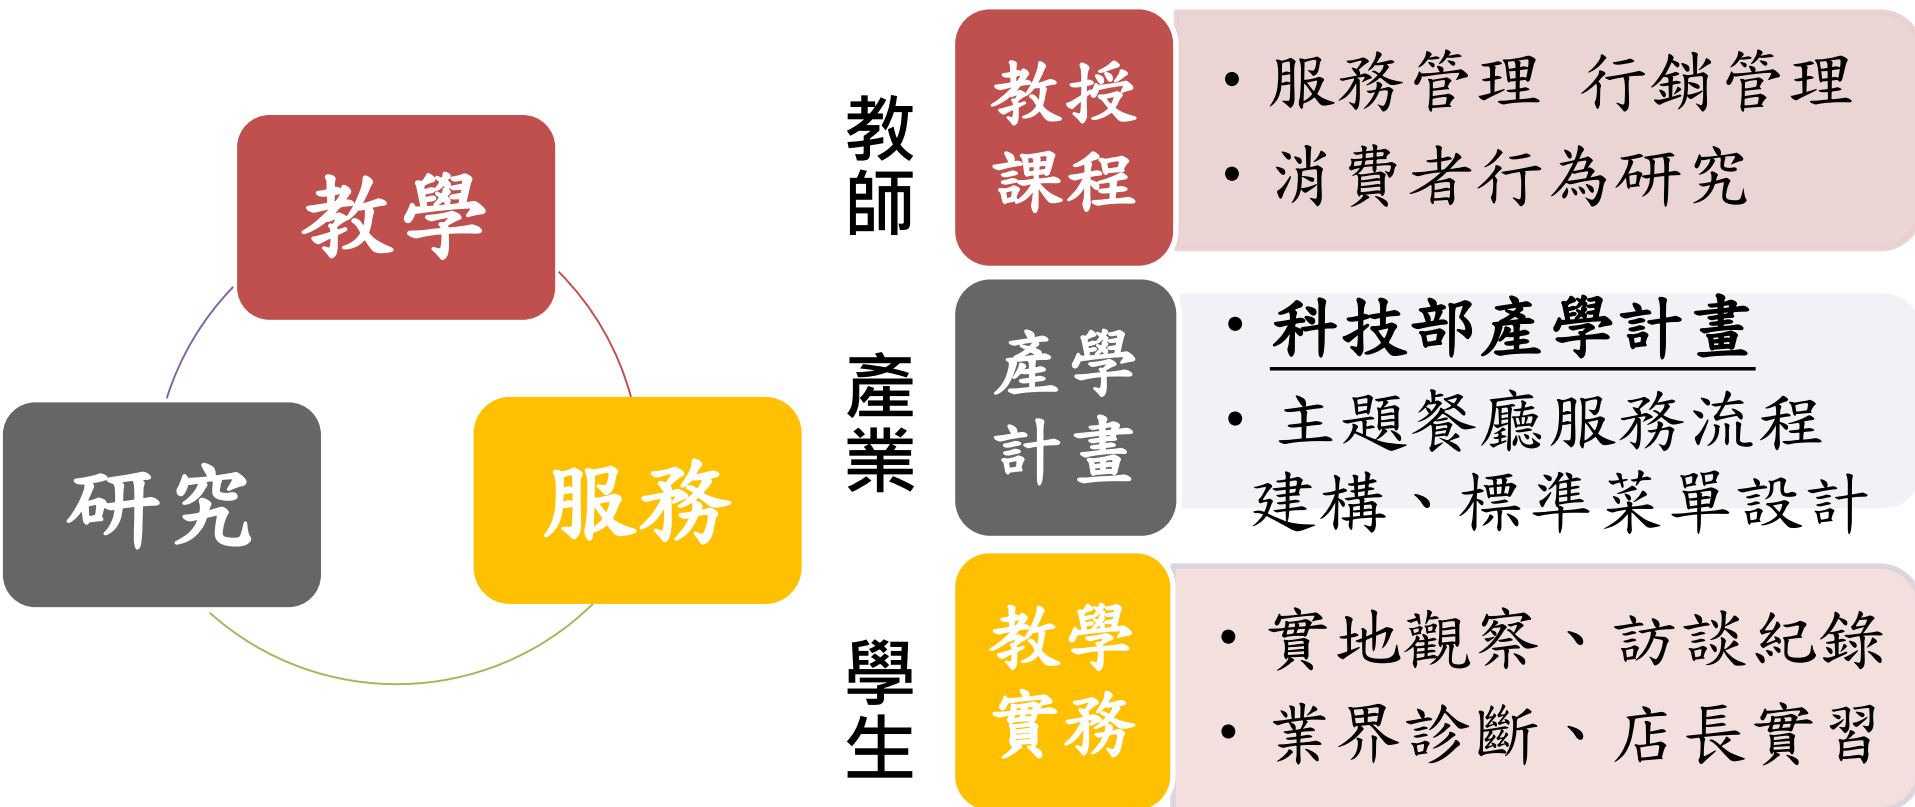 教學
研究
服務
教師
教授
課程
• 服務管理 行銷管理
• 消費者行為研究
產業
產學
計畫
• 科技部產學計畫
• 主題餐廳服務流程
建構、標準菜單設計
學生
教學
實務
• 實地觀察、訪談紀錄
• 業界診斷、店長實習